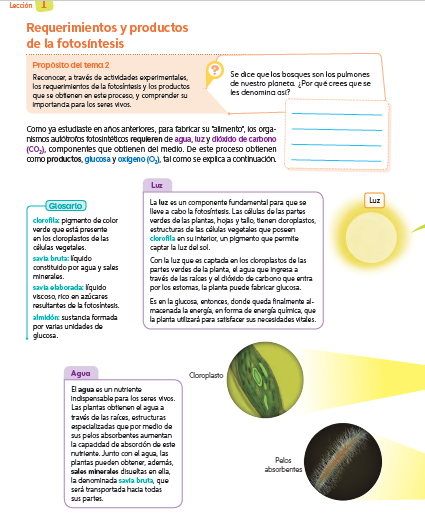 Lección 1
Requerimientos y productos
de la fotosíntesis
Propósito del tema 2
Reconocer, a través de actividades experimentales,
los requerimientos de la fotosíntesis y los productos
que se obtienen en este proceso, y comprender su
importancia para los seres vivos.
?
Se dice que los bosques son los pulmones
de nuestro planeta. ¿Por qué crees que se
les denomina así?
Como ya estudiaste en años anteriores, para fabricar su "alimento", los orga-
nismos autótrofos fotosintéticos requieren de agua, luz y dióxido de carbono
(CO₂), componentes que obtienen del medio. De este proceso obtienen
como productos, glucosa y oxígeno (O₂), tal como se explica a continuación.
Glosario
clorofila: pigmento de color
verde que está presente
en los cloroplastos de las
células vegetales.
savia bruta: líquido
constituido por agua y sales
minerales.
savia elaborada: líquido
viscoso, rico en azúcares
resultantes de la fotosíntesis.
almidón: sustancia formada
por varias unidades de
glucosa.
Luz
La luz es un componente fundamental para que se
lleve a cabo la fotosíntesis. Las células de las partes
verdes de las plantas, hojas y tallo, tienen cloroplastos,
estructuras de las células vegetales que poseen
clorofila en su interior, un pigmento que permite
captar la luz del sol.
Con la luz que es captada en los cloroplastos de las
partes verdes de la planta, el agua que ingresa a
través de las raíces y el dióxido de carbono que entra
por los estomas, la planta puede fabricar glucosa.
Es en la glucosa, entonces, donde queda finalmente al-
macenada la energía, en forma de energía química, que
la planta utilizará para satisfacer sus necesidades vitales.
Luz
Agua
El agua es un nutriente
indispensable para los seres vivos.
Las plantas obtienen el agua a
través de las raíces, estructuras
especializadas que por medio de
sus pelos absorbentes aumentan
la capacidad de absorción de este
nutriente. Junto con el agua, las
plantas pueden obtener, además,
sales minerales disueltas en ella,
la denominada savia bruta, que
será transportada hacia todas
sus partes.
Cloroplasto
Pelos
absorbentes